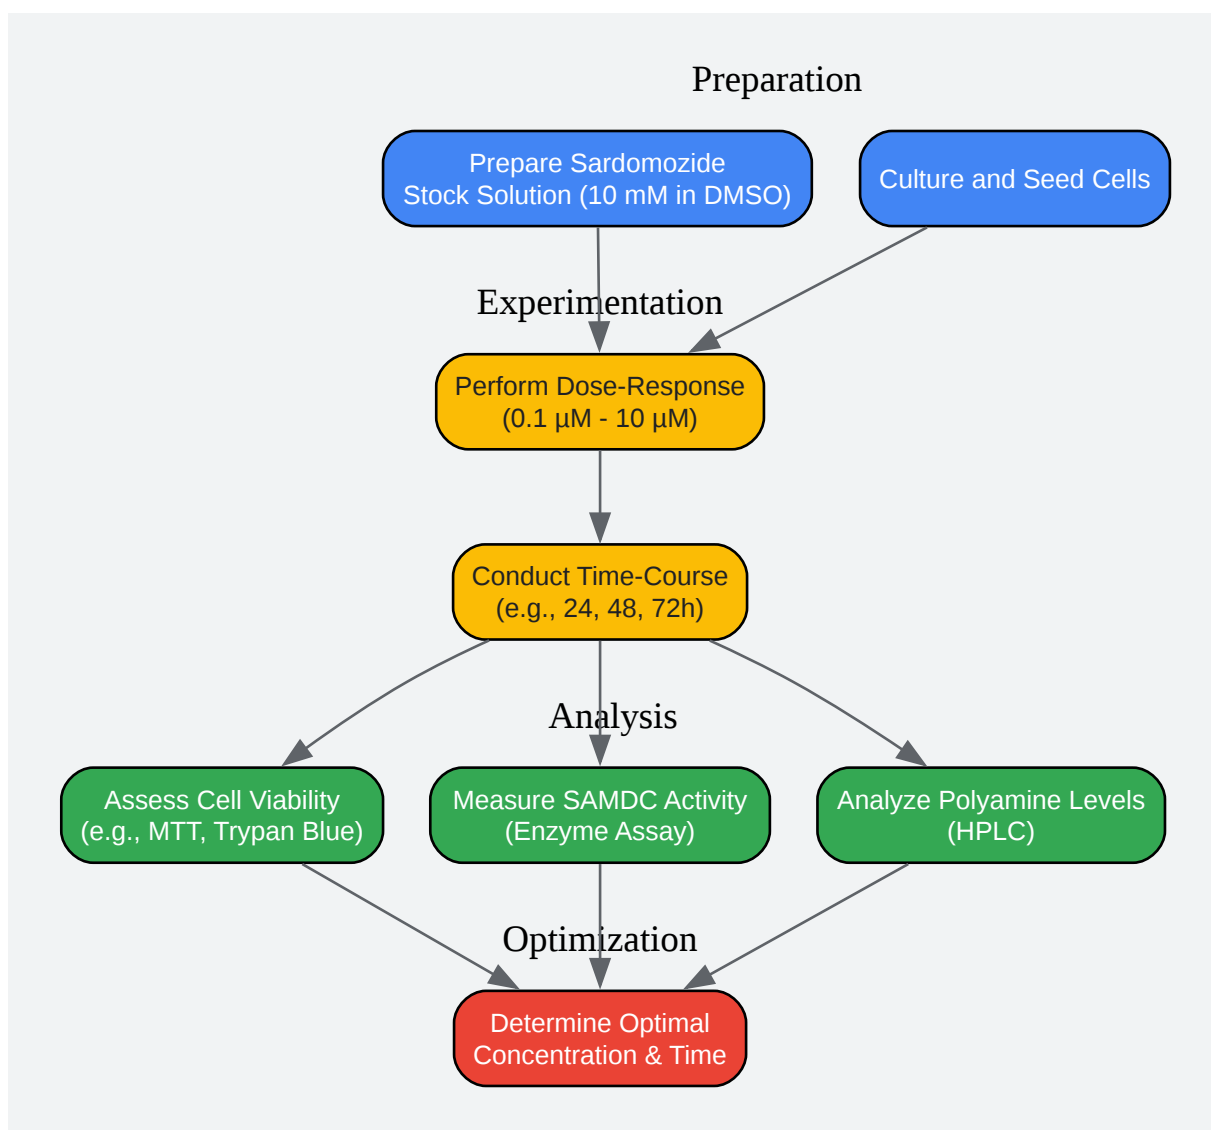 Preparation
Prepare Sardomozide
Stock Solution (10 mM in DMSO)
Culture and Seed Cells
Experimentation
Perform Dose-Response
(0.1 µM - 10 µM)
Conduct Time-Course
(e.g., 24, 48, 72h)
Analysis
Assess Cell Viability
(e.g., MTT, Trypan Blue)
Measure SAMDC Activity
(Enzyme Assay)
Analyze Polyamine Levels
(HPLC)
Optimization
Determine Optimal
Concentration & Time